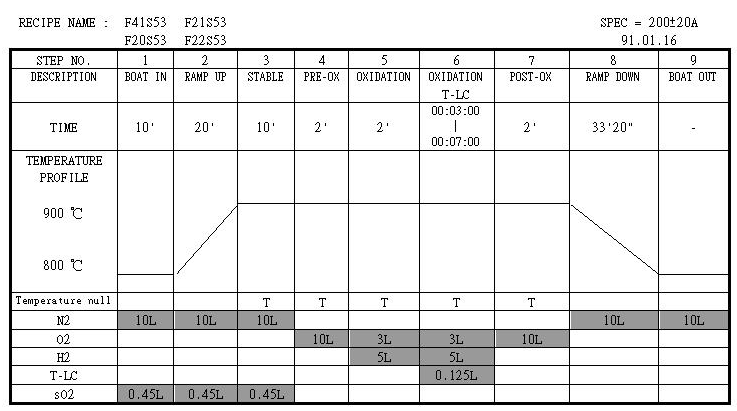 RECIPE NAME : F41S53 F21S53 SPEC = 200±20A
F20S53 F22S53 91.01.16
STEP NO. 1 2 3 4 5 6 7 8 9
DESCRIPTION BOAT IN RAMP UP STABLE PRE-OX OXIDATION OXIDATION POST-OX RAMP DOWN BOAT OUT
T-LC
00:03:00
TIME 10' 20' 10' 2' 2' | 2' 33'20" -
00:07:00
TEMPERATURE
PROFILE
900 ℃
800 ℃
Temperature null T T T T T
N2 10L 10L 10L 10L 10L
O2 10L 3L 3L 10L
H2 5L 5L
T-LC 0.125L
sO2 0.45L 0.45L 0.45L